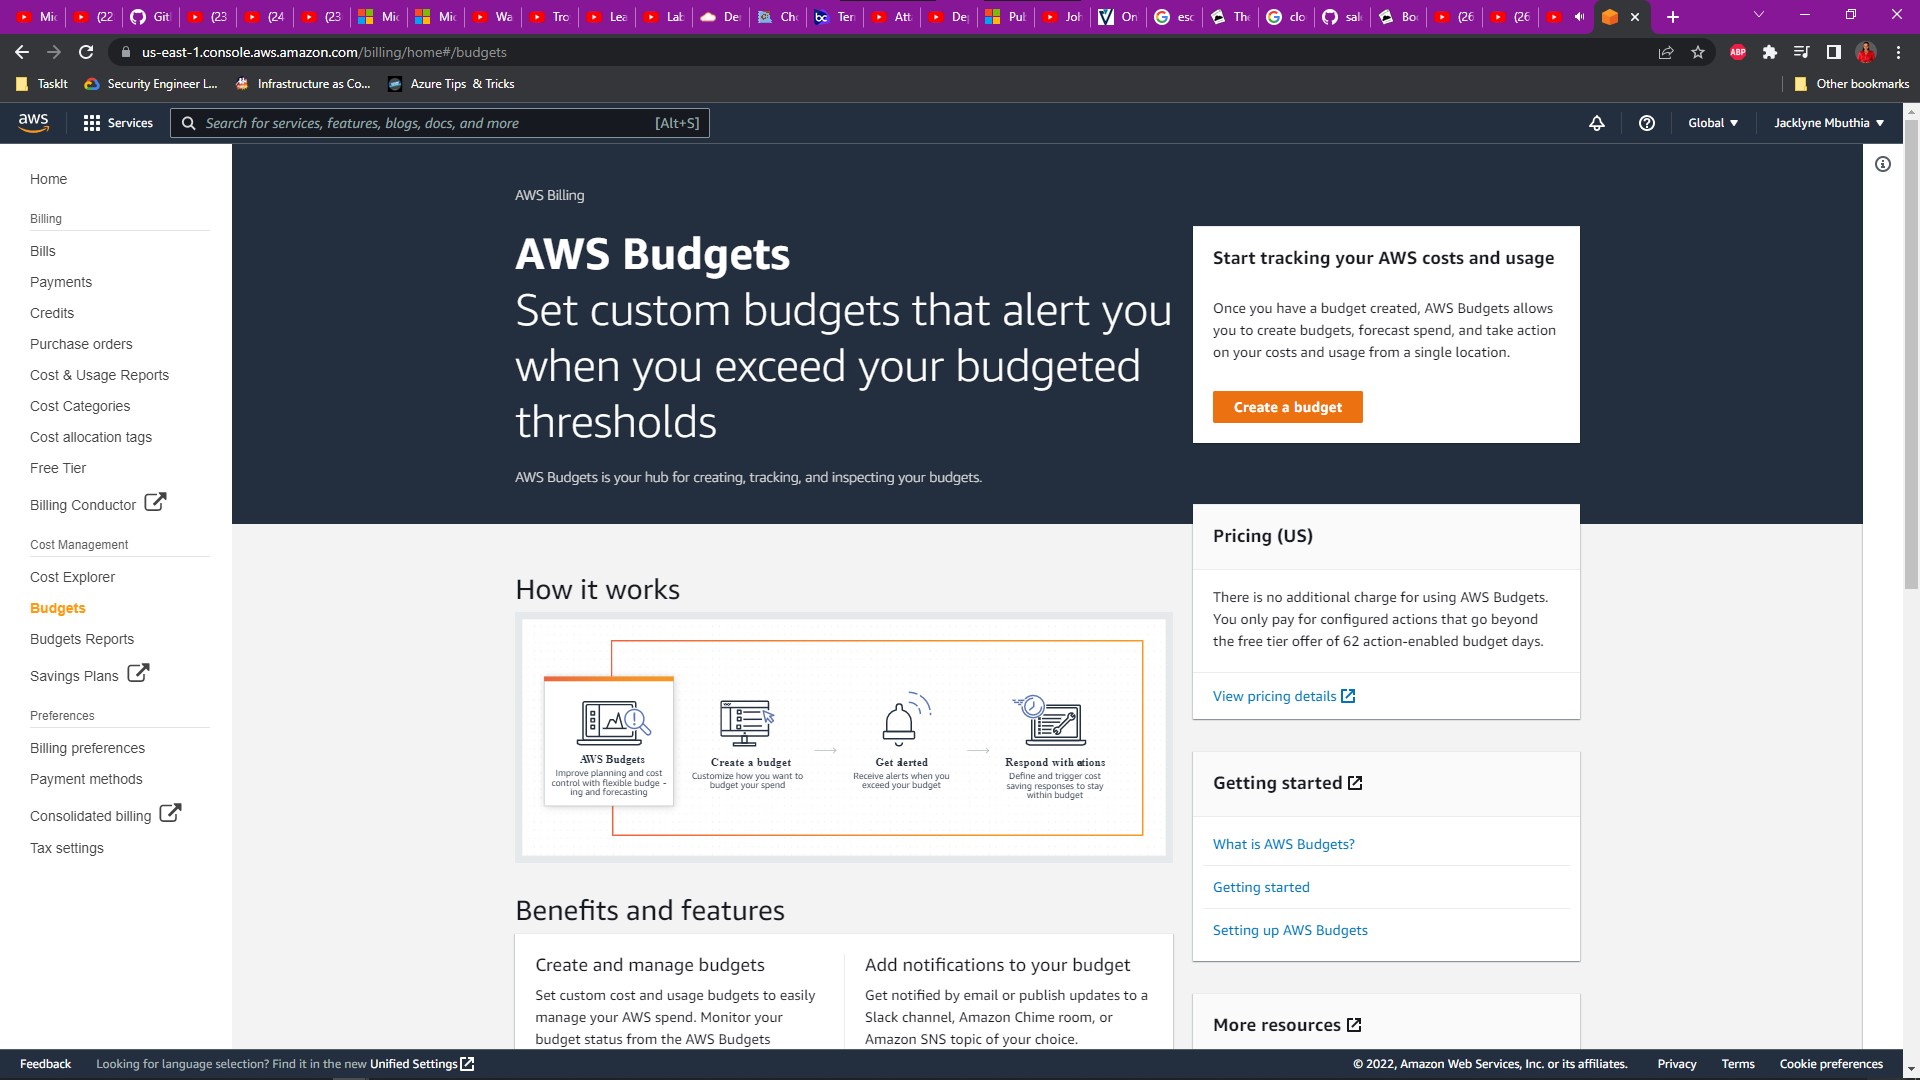 Mic
(22
Git
(23
(24
(23
Mic
Mic
Wa
Tro
Lea
Lab
De
Che
Ter
Att
De
Pub
Joh
On
esc
The
clo
sal
Bo
(26
(26
us-east-1.console.aws.amazon.com/billing/home#/budgets
ABP
TaskIt
Security Engineer L...
Infrastructure as Co...
Azure Tips & Tricks
Other bookmarks
aws
Services
Search for services, features, blogs, docs, and more
[Alt+S]
Global
Jacklyne Mbuthia
Home
Billing
Bills
Payments
Credits
Purchase orders
Cost & Usage Reports
Cost Categories
Cost allocation tags
Free Tier
Billing Conductor
Cost Management
Cost Explorer
Budgets
Budgets Reports
Savings Plans
Preferences
Billing preferences
Payment methods
Consolidated billing
Tax settings
AWS Billing
AWS Budgets
Set custom budgets that alert you
when you exceed your budgeted
thresholds
AWS Budgets is your hub for creating, tracking, and inspecting your budgets.
Start tracking your AWS costs and usage
Once you have a budget created, AWS Budgets allows
you to create budgets, forecast spend, and take action
on your costs and usage from a single location.
Create a budget
How it works
AWS Budgets
Improve planning and cost
control with flexible budge -
ing and forecasting
Create a budget
Customize how you want to
budget your spend
Get alerted
Receive alerts when you
exceed your budget
Respond with actions
Define and trigger cost
saving responses to stay
within budget
Pricing (US)
There is no additional charge for using AWS Budgets.
You only pay for configured actions that go beyond
the free tier offer of 62 action-enabled budget days.
View pricing details
Getting started
What is AWS Budgets?
Getting started
Setting up AWS Budgets
More resources
Benefits and features
Create and manage budgets
Set custom cost and usage budgets to easily
manage your AWS spend. Monitor your
budget status from the AWS Budgets
Add notifications to your budget
Get notified by email or publish updates to a
Slack channel, Amazon Chime room, or
Amazon SNS topic of your choice.
Feedback
Looking for language selection? Find it in the new Unified Settings
© 2022, Amazon Web Services, Inc. or its affiliates.
Privacy
Terms
Cookie preferences